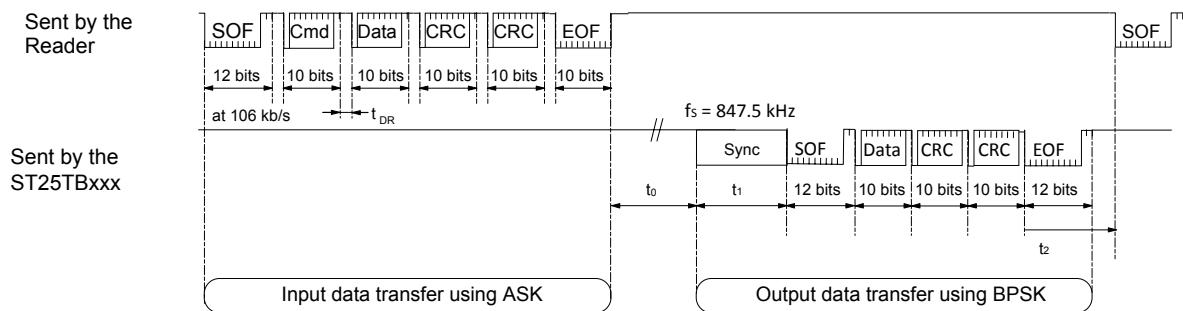 Sent by the
Reader
SOF Cmd Data CRC CRC EOF SOF
12 bits 10 bits 10 bits 10 bits 10 bits 10 bits
at 106 kb/s
t DR
fs = 847.5 kHz
Sent by the
ST25TBxxx
Sync SOF Data CRC CRC EOF
t0 t1 12 bits 10 bits 10 bits 10 bits 12 bits
t2
Input data transfer using ASK
Output data transfer using BPSK